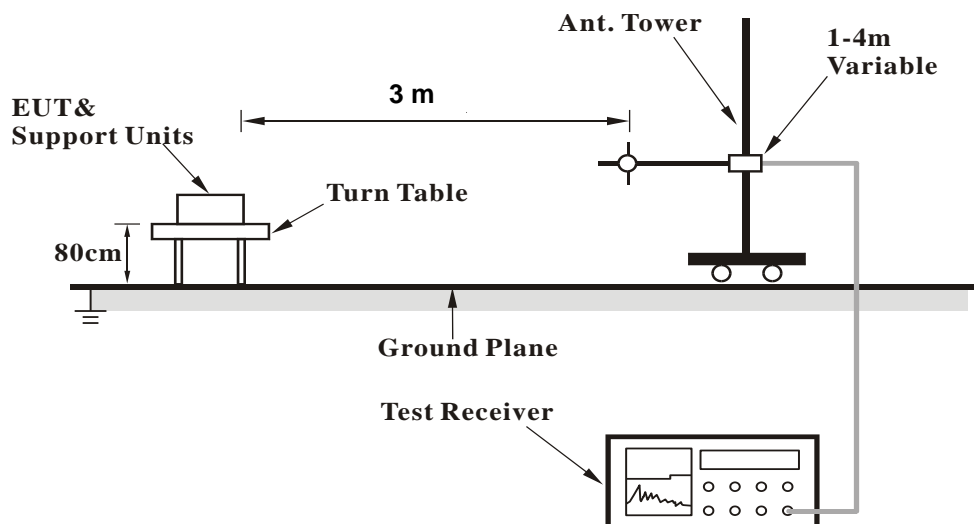 Ant. Tower
1-4m
Variable
3 m
EUT&
Support Units
Turn Table
80cm
Ground Plane
Test Receiver